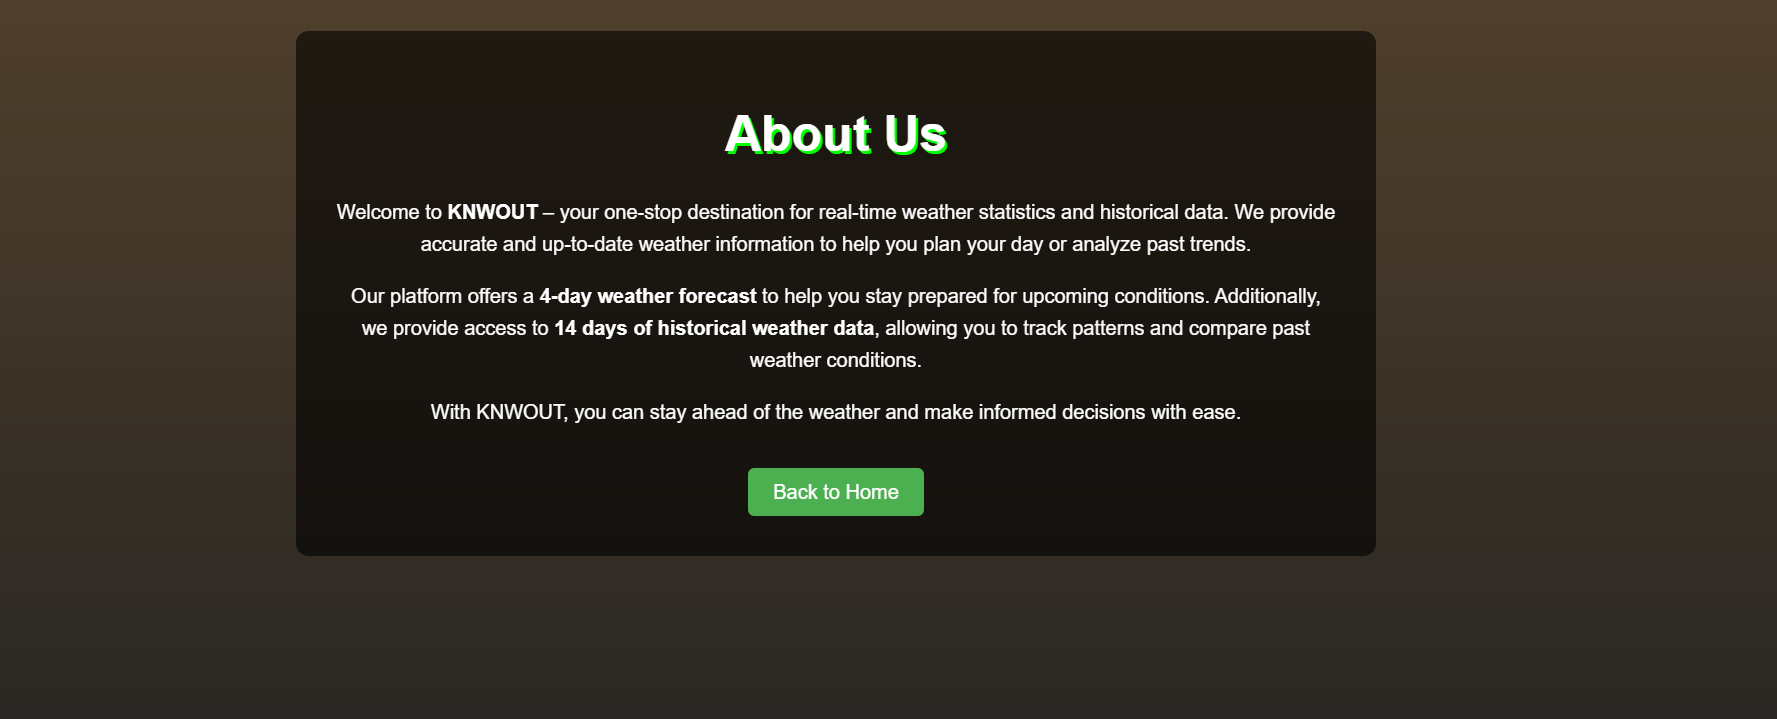 About Us
Welcome to KNWOUT – your one-stop destination for real-time weather statistics and historical data. We provide
accurate and up-to-date weather information to help you plan your day or analyze past trends.
Our platform offers a 4-day weather forecast to help you stay prepared for upcoming conditions. Additionally,
we provide access to 14 days of historical weather data, allowing you to track patterns and compare past
weather conditions.
With KNWOUT, you can stay ahead of the weather and make informed decisions with ease.
Back to Home